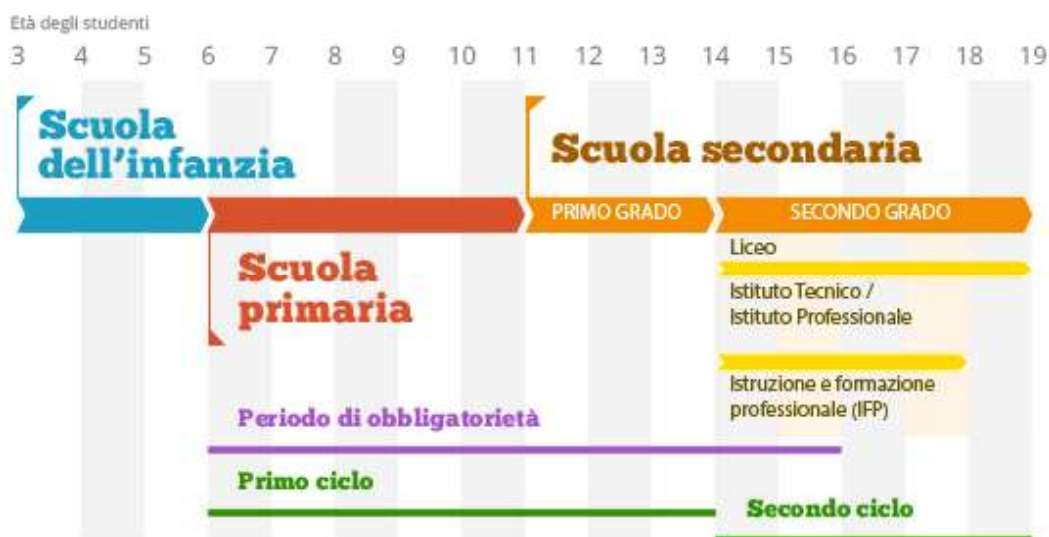 Età degli studenti
3 4 5 6 7 8 9 10 11 12 13 14 15 16 17 18 19
Scuola
dell'infanzia
Scuola secondaria
PRIMO GRADO
SECONDO GRADO
Scuola
primaria
Liceo
Istituto Tecnico /
Istituto Professionale
Istruzione e formazione
professionale (IFP)
Periodo di obbligatorietà
Primo ciclo
Secondo ciclo